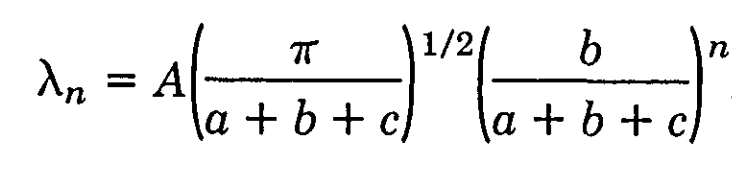 λ_n = A(π/(a + b + c))^{1/2}(b/(a + b + c))^n